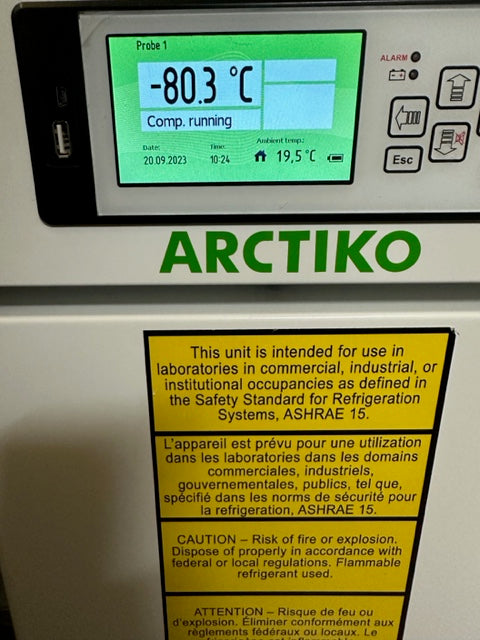 Probe 1
-80.3 °C
Comp. running
Date:
Time:
Ambient temp.:
20.09.2023
10:24
19,5 °C
ALARM
Esc
ARCTIKO
This unit is intended for use in
laboratories in commercial, industrial, or
institutional occupancies as defined in
the Safety Standard for Refrigeration
Systems, ASHRAE 15.
L'appareil est prévu pour une utilization
dans les laboratories dans les domains
commerciales, industriels,
gouvernementales, publics, tel que,
spécifié dans les norms de sécurité pour
la refrigération, ASHRAE 15.
CAUTION – Risk of fire or explosion.
Dispose of properly in accordance with
federal or local regulations. Flammable
refrigerant used.
ATTENTION – Risque de feu ou
d'explosion. Éliminer conformément aux
règlements fédéraux ou locaux. Le